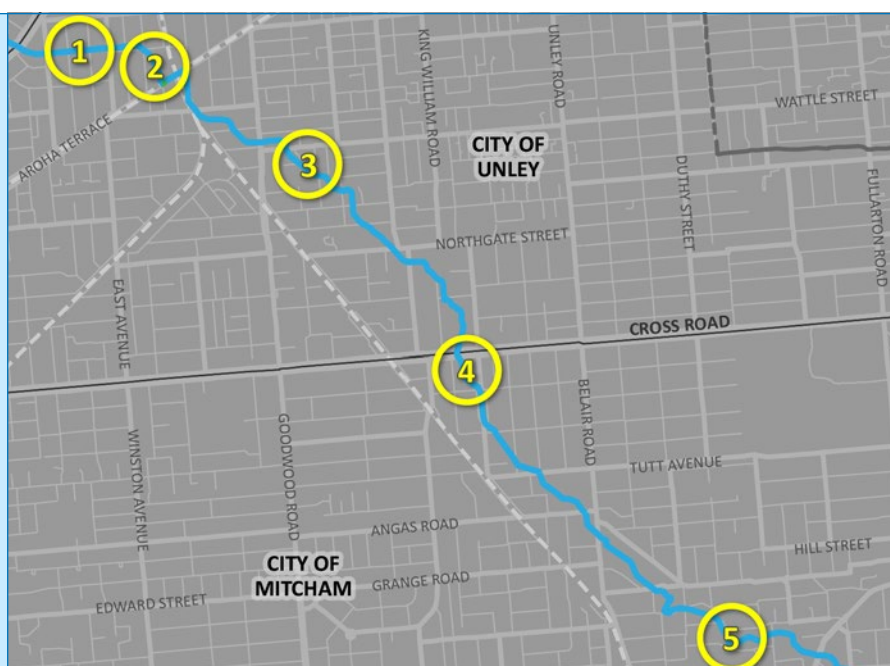 1
2
3
4
5
AROHA TERRACE
KING WILLIAM ROAD
UNLEY ROAD
WATTLE STREET
CITY OF
UNLEY
DUTHY STREET
FULLARTON ROAD
NORTHGATE STREET
EAST AVENUE
CROSS ROAD
WINSTON AVENUE
GOODWOOD ROAD
BELAIR ROAD
TUTT AVENUE
ANGAS ROAD
HILL STREET
CITY OF
MITCHAM
GRANGE ROAD
EDWARD STREET